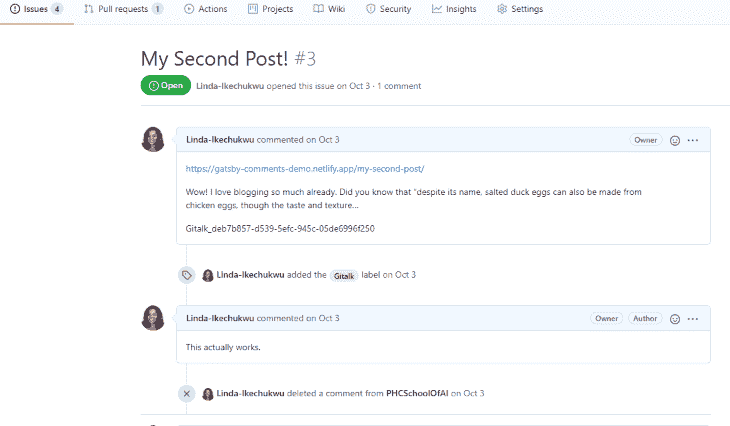 Issues 4 Pull requests 1 Actions Projects Wiki Security Insights Settings
My Second Post! #3
Open Linda-Ikechukwu opened this issue on Oct 3 · 1 comment
Linda-Ikechukwu commented on Oct 3 Owner
https://gatsby-comments-demo.netlify.app/my-second-post/
Wow! I love blogging so much already. Did you know that "despite its name, salted duck eggs can also be made from
chicken eggs, though the taste and texture...
Gitalk_deb7b857-d539-5efc-945c-05de6996f250
Linda-Ikechukwu added the Gitalk label on Oct 3
Linda-Ikechukwu commented on Oct 3 Owner Author
This actually works.
Linda-Ikechukwu deleted a comment from PHCSchoolOfAI on Oct 3